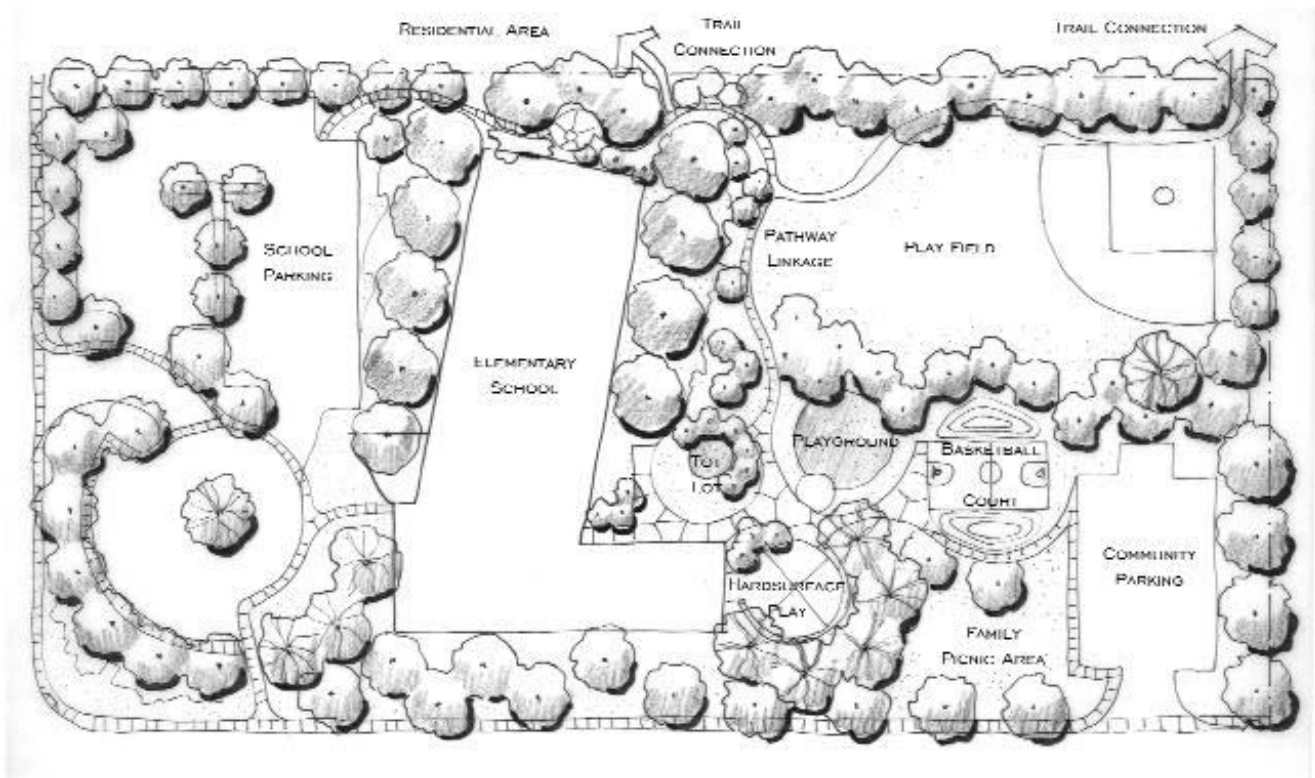 Residential Area
Trail
Connection
Trail Connection
School
Parking
Pathway
Linkage
Play Field
Elementary
School
Playground
Basketball
Court
Tot
Lot
Community
Parking
Hardsurface
Play
Family
Picnic Area